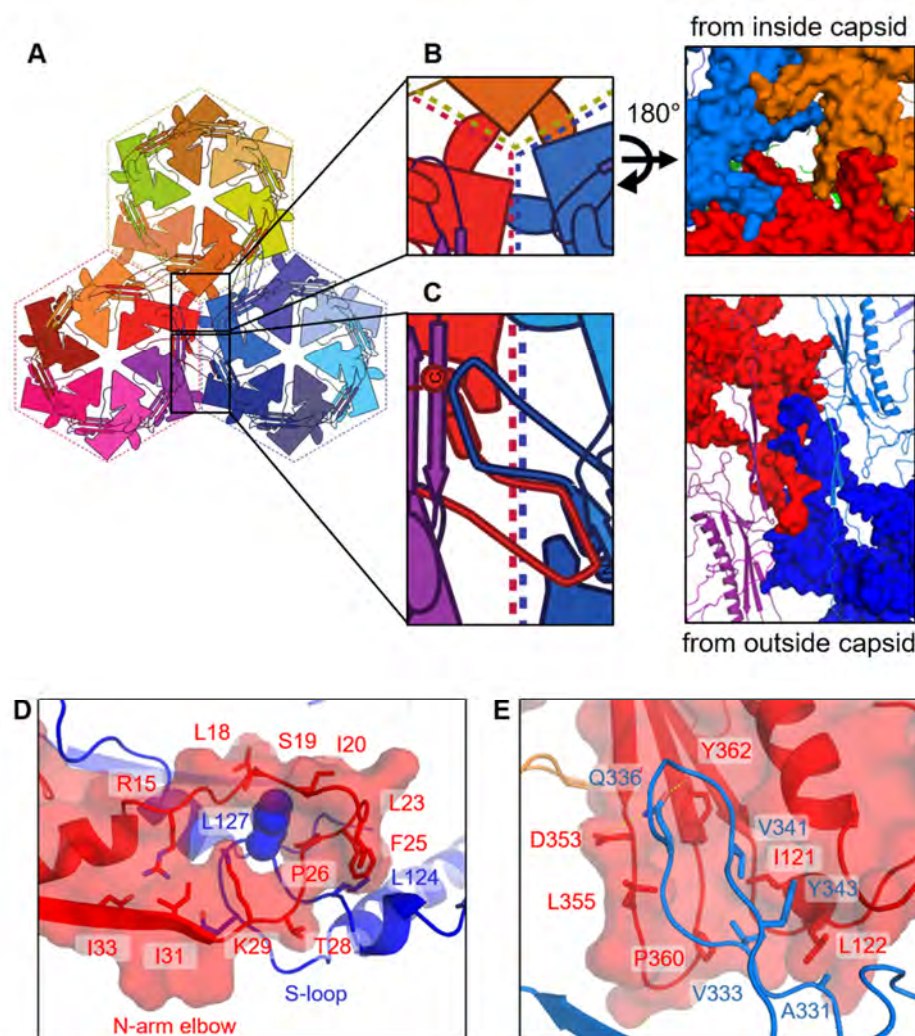 from inside capsid
A
B
180°
C
from outside capsid
D
L18
S19
I20
R15
L23
L127
F25
P26
L124
I33
I31
K29
T28
S-loop
N-arm elbow
E
Y362
Q336
V341
D353
I121
Y343
L355
P360
L122
V333
A331